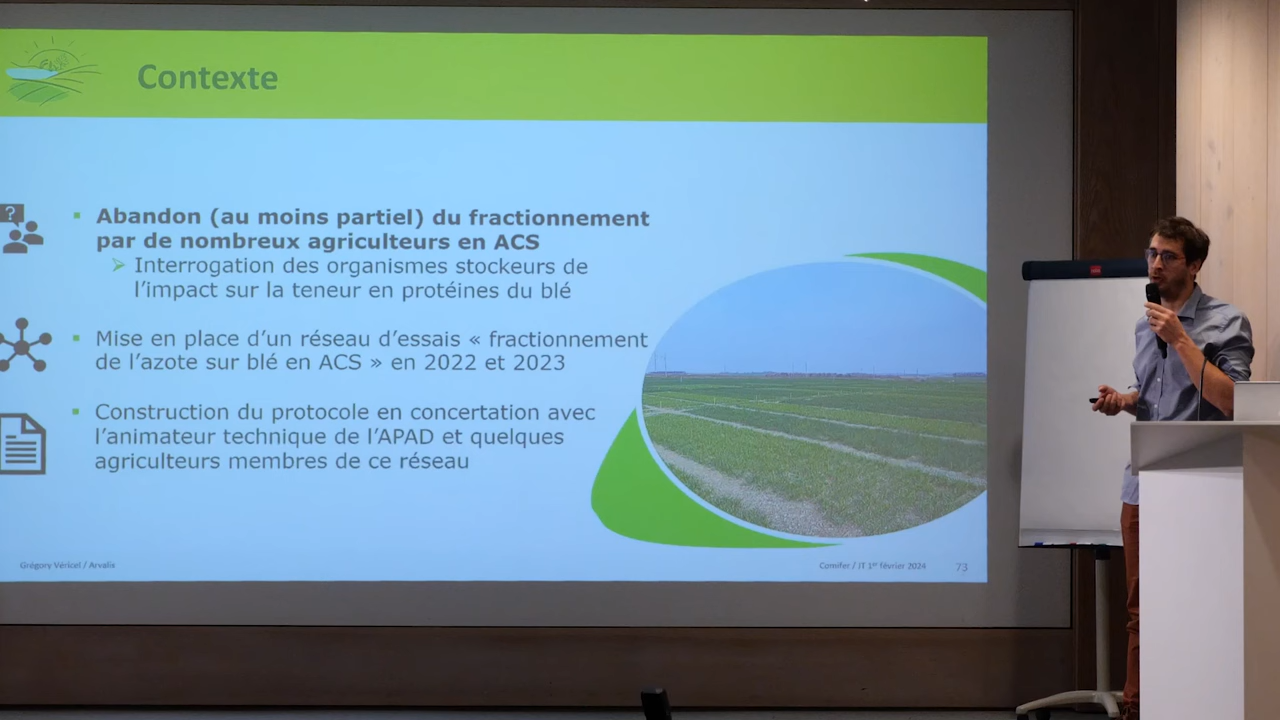 Contexte
?
Abandon (au moins partiel) du fractionnement
par de nombreux agriculteurs en ACS
Interrogation des organismes stockeurs de
l'impact sur la teneur en protéines du blé
Mise en place d'un réseau d'essais « fractionnement
de l'azote sur blé en ACS » en 2022 et 2023
Construction du protocole en concertation avec
l'animateur technique de l'APAD et quelques
agriculteurs membres de ce réseau
Grégory Véricel / Arvalis
Comifer / JT 1er février 2024
73